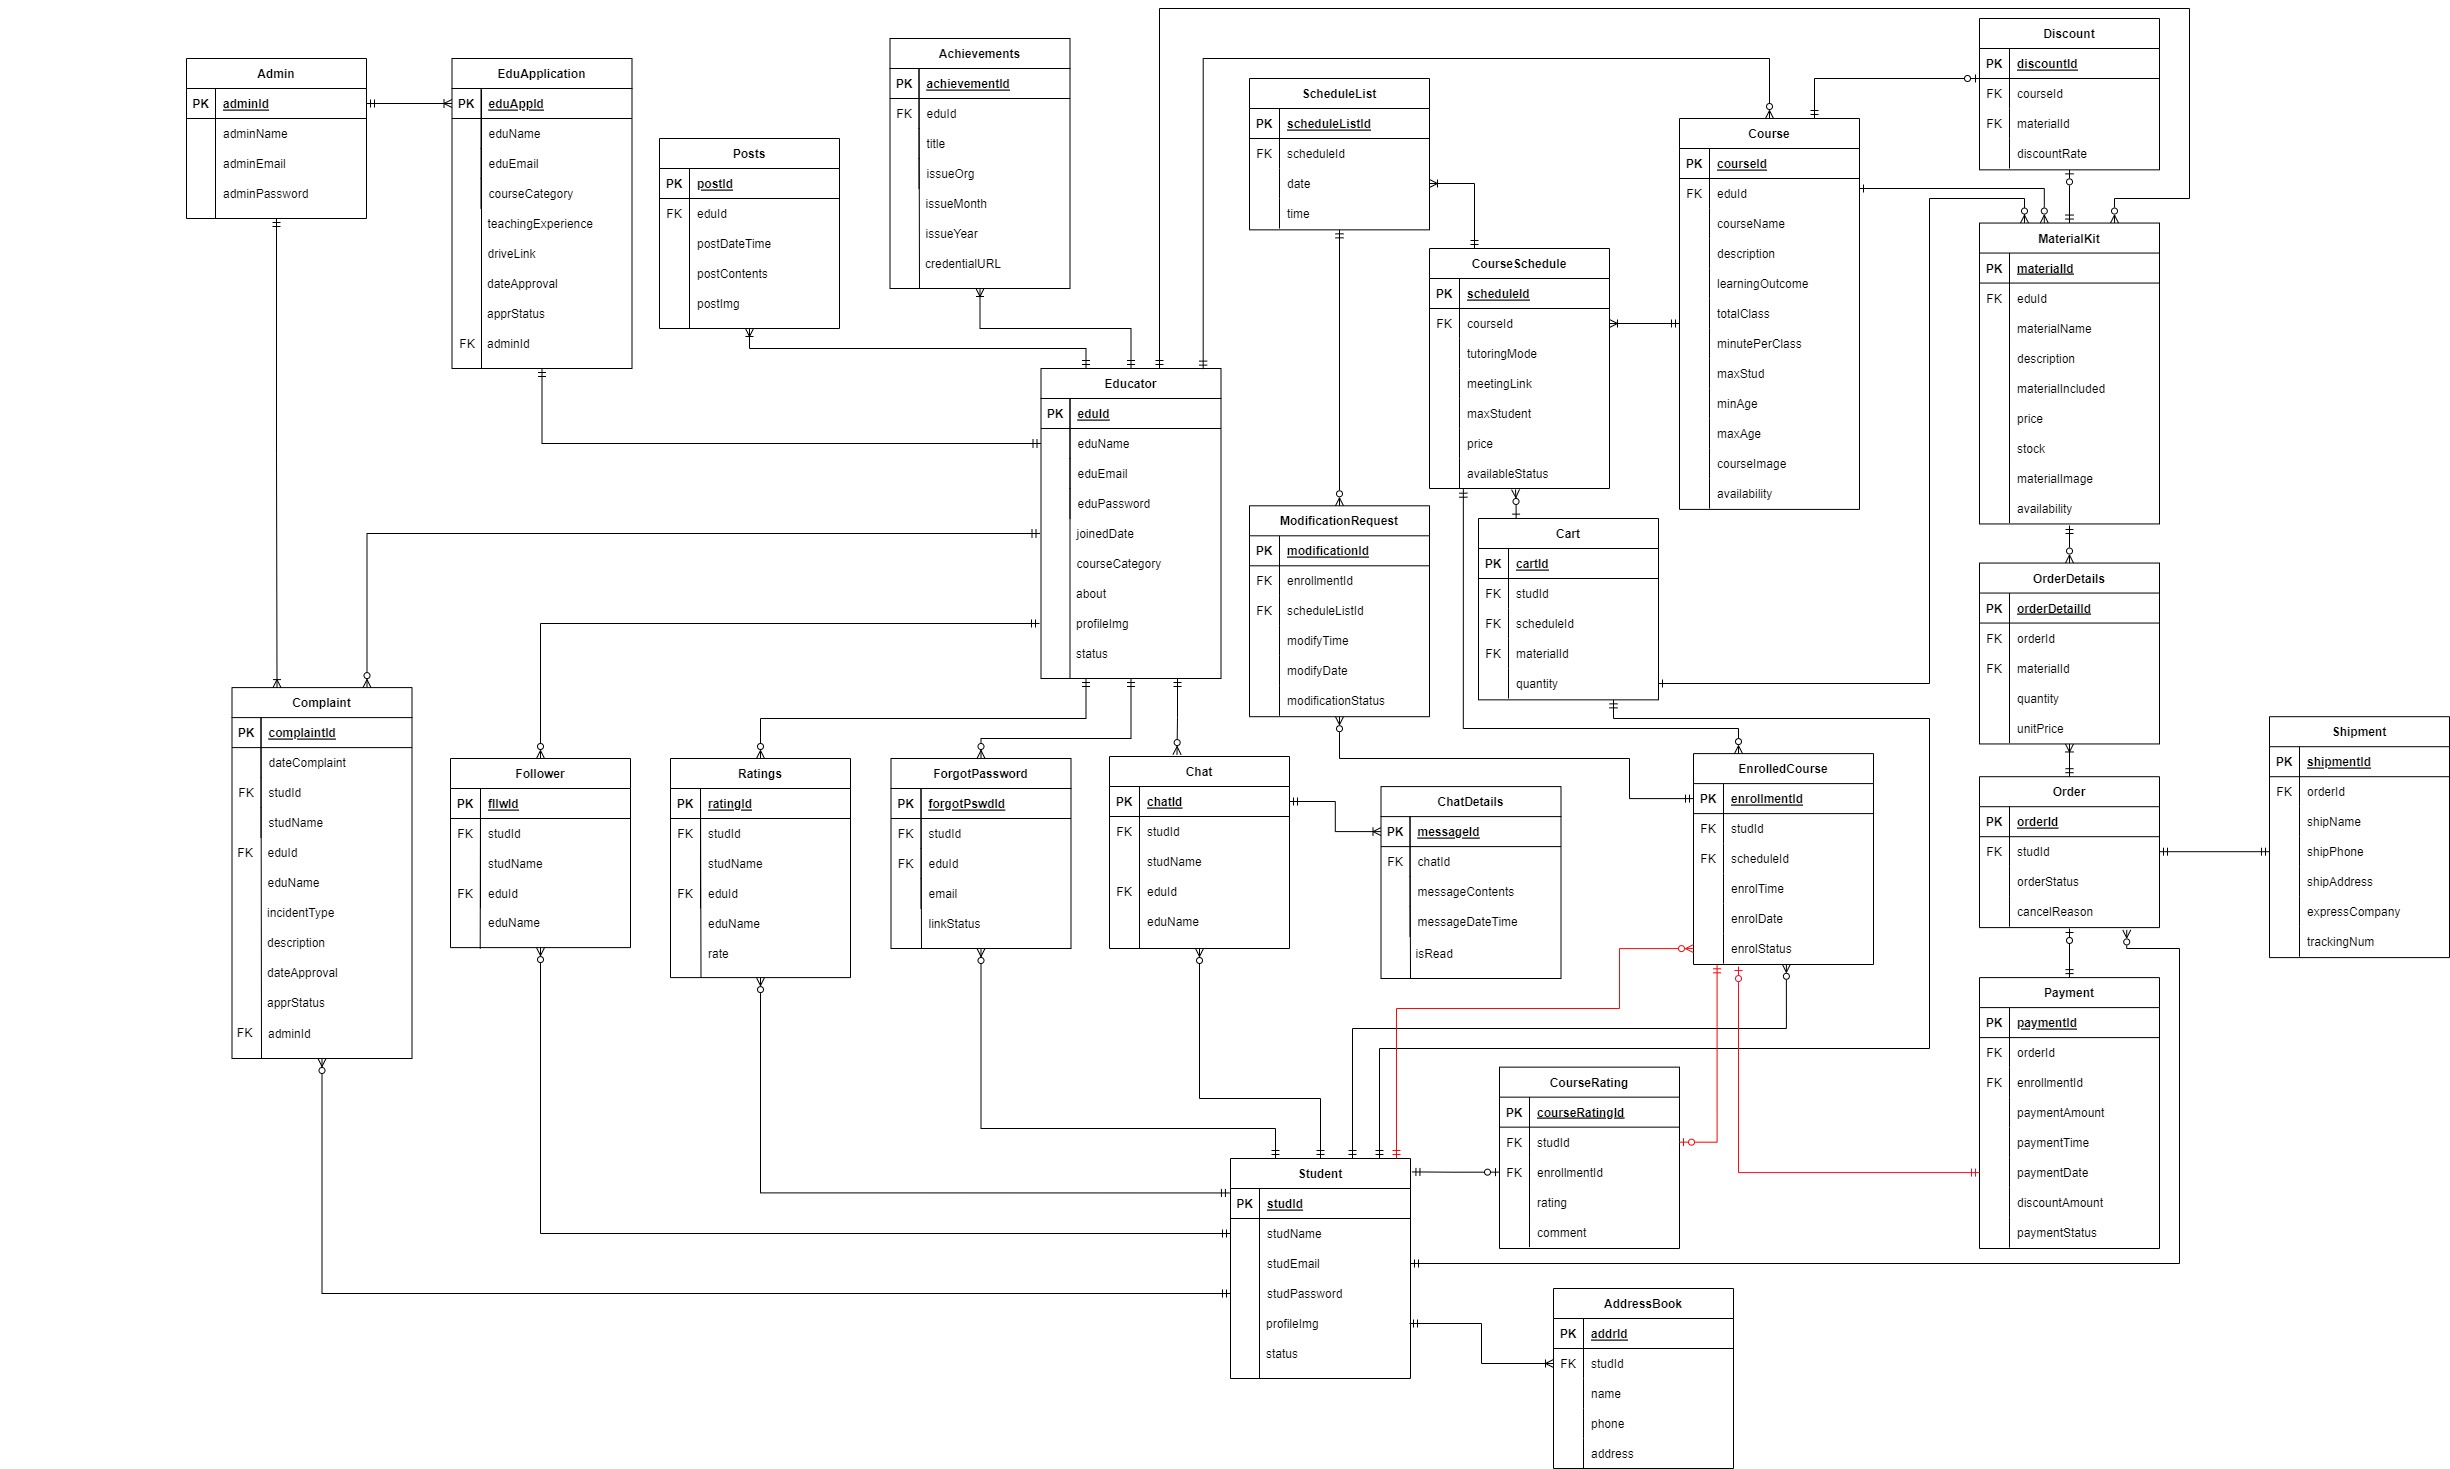 Admin
PK adminId
adminName
adminEmail
adminPassword
EduApplication
PK eduAppId
eduName
eduEmail
courseCategory
teachingExperience
driveLink
dateApproval
apprStatus
FK adminId
Posts
PK postId
FK eduId
postDateTime
postContents
postImg
Achievements
PK achievementId
FK eduId
title
issueOrg
issueMonth
issueYear
credentialURL
ScheduleList
PK scheduleListId
FK scheduleId
date
time
CourseSchedule
PK scheduleId
FK courseId
tutoringMode
meetingLink
maxStudent
price
availableStatus
Course
PK courseId
FK eduId
courseName
description
learningOutcome
totalClass
minutePerClass
maxStud
minAge
maxAge
courseImage
availability
Discount
PK discountId
FK courseId
FK materialId
discountRate
MaterialKit
PK materialId
FK eduId
materialName
description
materialIncluded
price
stock
materialImage
availability
Educator
PK eduId
eduName
eduEmail
eduPassword
joinedDate
courseCategory
about
profileImg
status
ModificationRequest
PK modificationId
FK enrollmentId
FK scheduleListId
modifyTime
modifyDate
modificationStatus
Cart
PK cartId
FK studId
FK scheduleId
FK materialId
quantity
OrderDetails
PK orderDetailId
FK orderId
FK materialId
quantity
unitPrice
Complaint
PK complaintId
dateComplaint
FK studId
studName
FK eduId
eduName
incidentType
description
dateApproval
apprStatus
FK adminId
Follower
PK fllwId
FK studId
studName
FK eduId
eduName
Ratings
PK ratingId
FK studId
studName
FK eduId
eduName
rate
ForgotPassword
PK forgotPswdId
FK studId
FK eduId
email
linkStatus
Chat
PK chatId
FK studId
studName
FK eduId
eduName
ChatDetails
PK messageId
FK chatId
messageContents
messageDateTime
isRead
EnrolledCourse
PK enrollmentId
FK studId
FK scheduleId
enrolTime
enrolDate
enrolStatus
Order
PK orderId
FK studId
orderStatus
cancelReason
Shipment
PK shipmentId
FK orderId
shipName
shipPhone
shipAddress
expressCompany
trackingNum
Payment
PK paymentId
FK orderId
FK enrollmentId
paymentAmount
paymentTime
paymentDate
discountAmount
paymentStatus
CourseRating
PK courseRatingId
FK studId
FK enrollmentId
rating
comment
Student
PK studId
studName
studEmail
studPassword
profileImg
status
AddressBook
PK addrId
FK studId
name
phone
address